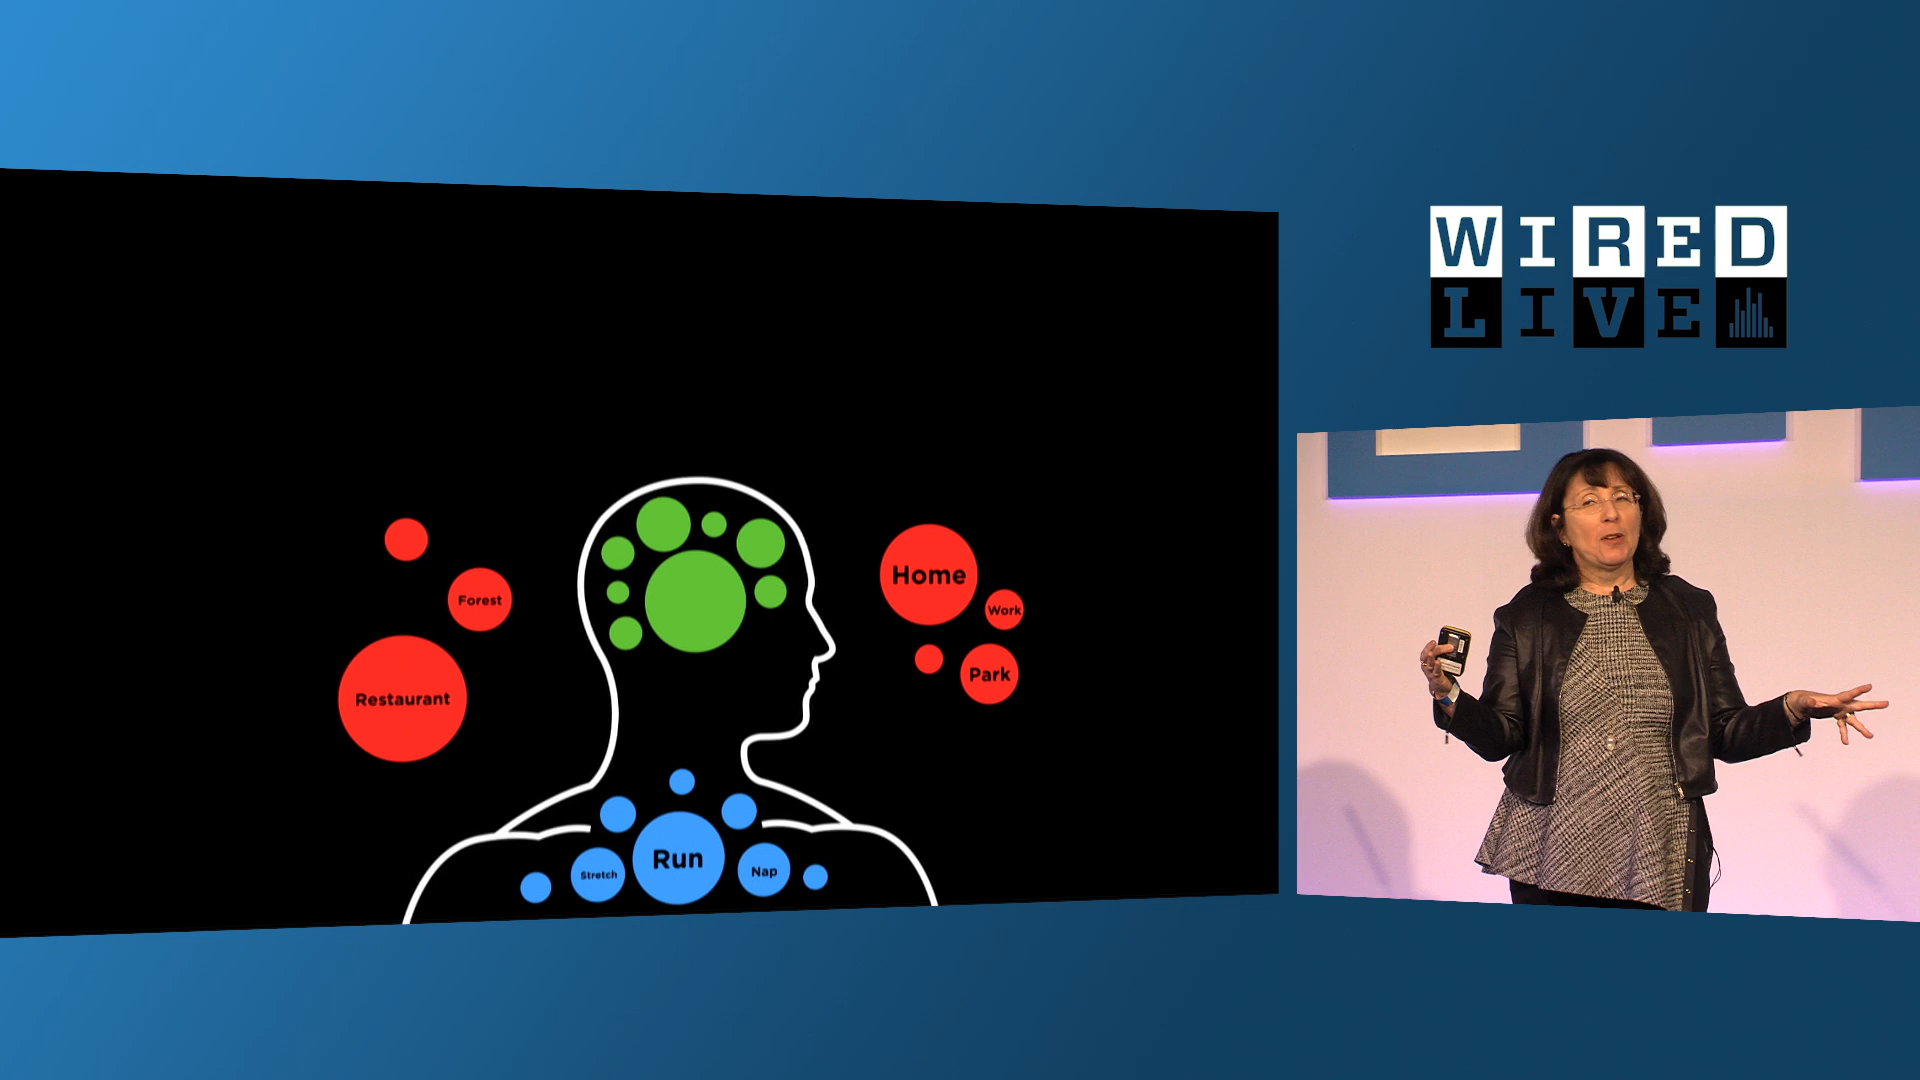 WIRED
LIVE
Home
Forest
Work
Park
Restaurant
Run
Stretch
Nap